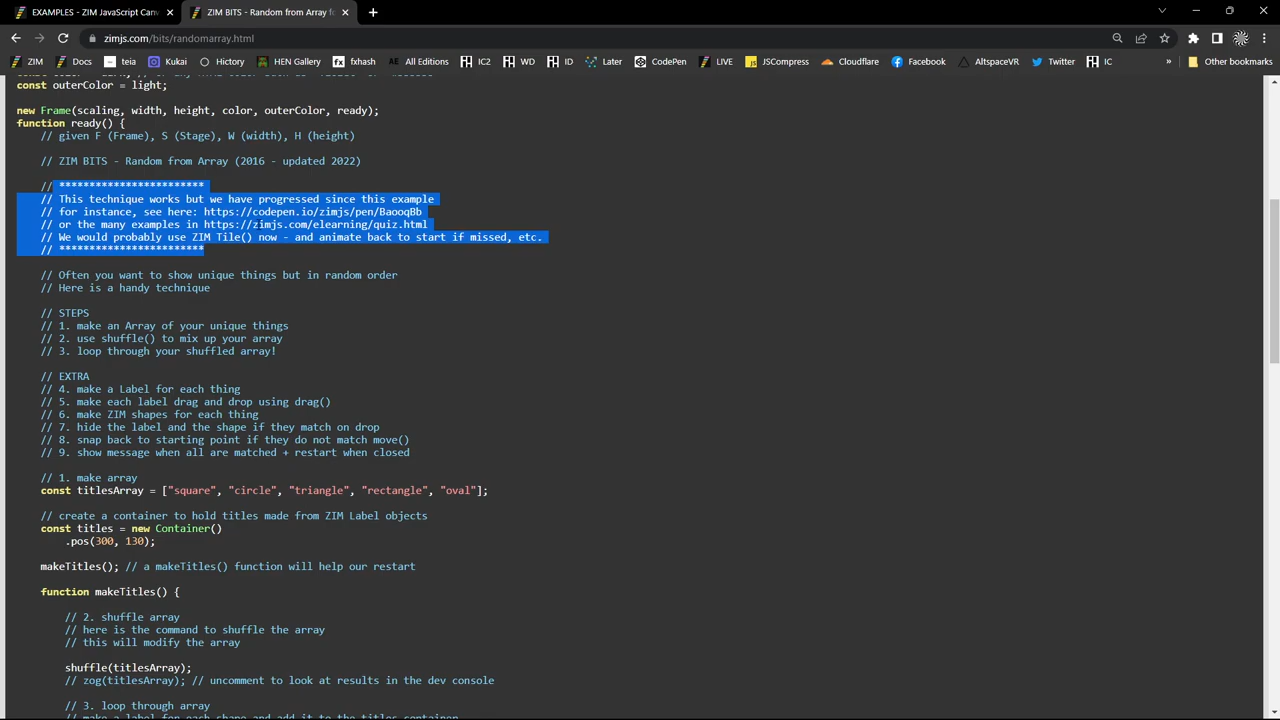 EXAMPLES - ZIM JavaScript Can
ZIM BITS - Random from Array f
zimjs.com/bits/randomarray.html
ZIM Docs teia Kukai Hictory HEN Gallery fxhash All Editions IC2 WD ID Later CodePen LIVE JSCompress Cloudflare Facebook AltspaceVR Twitter IC » Other bookmarks
const outerColor = light;
new Frame(scaling, width, height, color, outerColor, ready);
function ready() {
// given F (Frame), S (Stage), W (width), H (height)
// ZIM BITS - Random from Array (2016 - updated 2022)
// ************************
// This technique works but we have progressed since this example
// for instance, see here: https://codepen.io/zimjs/pen/BaooqBb
// or the many examples in https://zimjs.com/elearning/quiz.html
// We would probably use ZIM Tile() now - and animate back to start if missed, etc.
// ************************
// Often you want to show unique things but in random order
// Here is a handy technique
// STEPS
// 1. make an Array of your unique things
// 2. use shuffle() to mix up your array
// 3. loop through your shuffled array!
// EXTRA
// 4. make a Label for each thing
// 5. make each label drag and drop using drag()
// 6. make ZIM shapes for each thing
// 7. hide the label and the shape if they match on drop
// 8. snap back to starting point if they do not match move()
// 9. show message when all are matched + restart when closed
// 1. make array
const titlesArray = ["square", "circle", "triangle", "rectangle", "oval"];
// create a container to hold titles made from ZIM Label objects
const titles = new Container()
.pos(300, 130);
makeTitles(); // a makeTitles() function will help our restart
function makeTitles() {
// 2. shuffle array
// here is the command to shuffle the array
// this will modify the array
shuffle(titlesArray);
// zog(titlesArray); // uncomment to look at results in the dev console
// 3. loop through array
// make a label for each shape and add it to the titles container